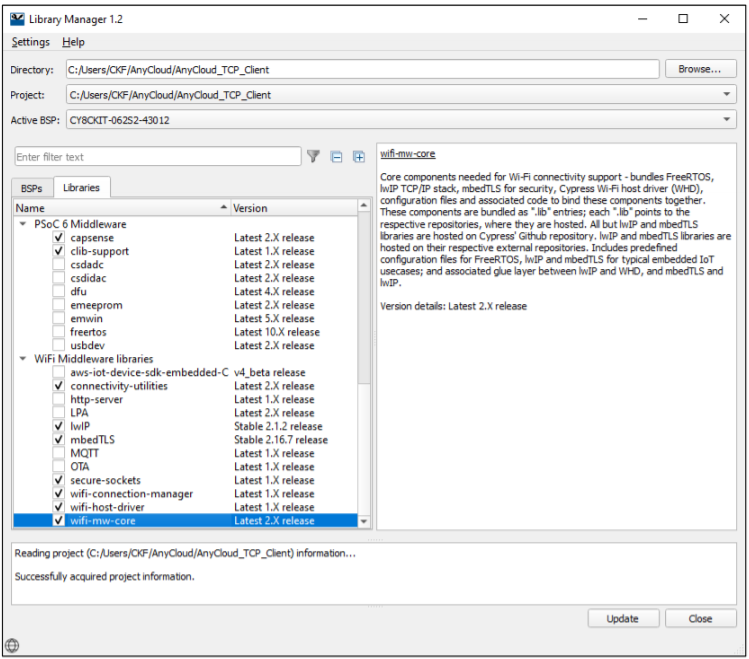 Library Manager 1.2
Settings Help
Directory: C:/Users/CKF/AnyCloud/AnyCloud_TCP_Client Browse...
Project: C:/Users/CKF/AnyCloud/AnyCloud_TCP_Client
Active BSP: CY8CKIT-062S2-43012
Enter filter text
BSPs Libraries
Name Version
PSoC 6 Middleware
capsense Latest 2.X release
clib-support Latest 1.X release
csdadc Latest 2.X release
csdidac Latest 2.X release
dfu Latest 4.X release
emeeprom Latest 2.X release
emwin Latest 5.X release
freertos Latest 10.X release
usbdev Latest 2.X release
WiFi Middleware libraries
aws-iot-device-sdk-embedded-C v4_beta release
connectivity-utilities Latest 2.X release
http-server Latest 1.X release
LPA Latest 2.X release
lwIP Stable 2.1.2 release
mbedTLS Stable 2.16.7 release
MQTT Latest 1.X release
OTA Latest 1.X release
secure-sockets Latest 1.X release
wifi-connection-manager Latest 1.X release
wifi-host-driver Latest 1.X release
wifi-mw-core Latest 2.X release
wifi-mw-core
Core components needed for Wi-Fi connectivity support - bundles FreeRTOS,
lwIP TCP/IP stack, mbedTLS for security, Cypress Wi-Fi host driver (WHD),
configuration files and associated code to bind these components together.
These components are bundled as ".lib" entries; each ".lib" points to the
respective repositories, where they are hosted. All but lwIP and mbedTLS
libraries are hosted on Cypress' Github repository. lwIP and mbedTLS libraries are
hosted on their respective external repositories. Includes predefined
configuration files for FreeRTOS, lwIP and mbedTLS for typical embedded IoT
usecases; and associated glue layer between lwIP and WHD, and mbedTLS and
lwIP.
Version details: Latest 2.X release
Reading project (C:/Users/CKF/AnyCloud/AnyCloud_TCP_Client) information...
Successfully acquired project information.
Update Close